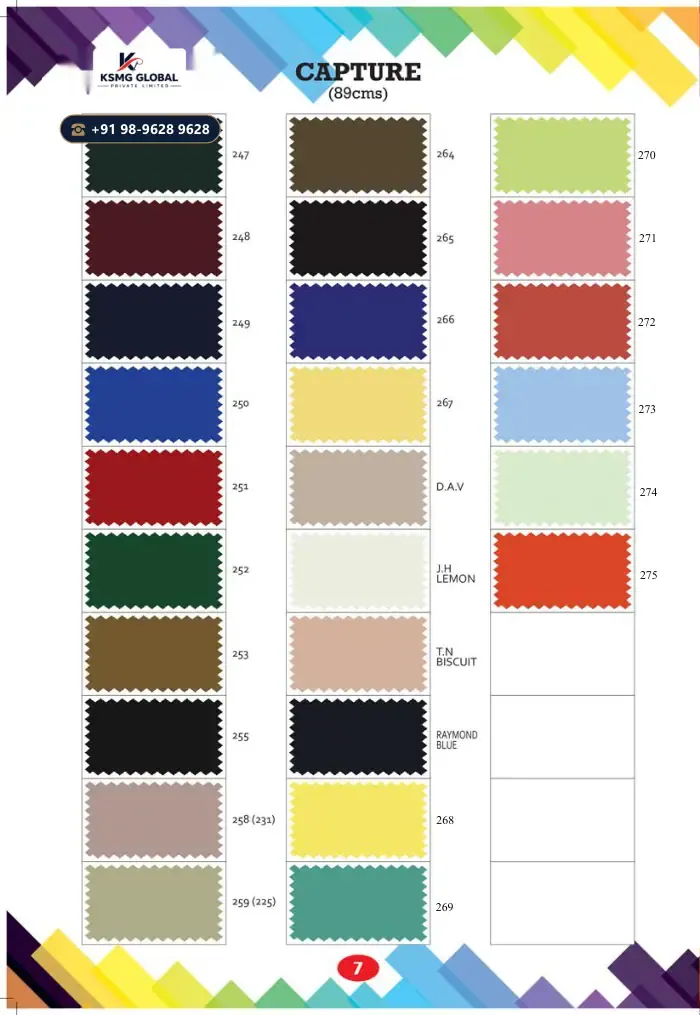 KSMG GLOBAL
PRIVATE LIMITED
CAPTURE
(89cms)
+91 98-9628 9628
247
248
249
250
251
252
253
255
258 (231)
259 (225)
264
265
266
267
D.A.V
J.H
LEMON
T.N
BISCUIT
RAYMOND
BLUE
268
269
270
271
272
273
274
275
7